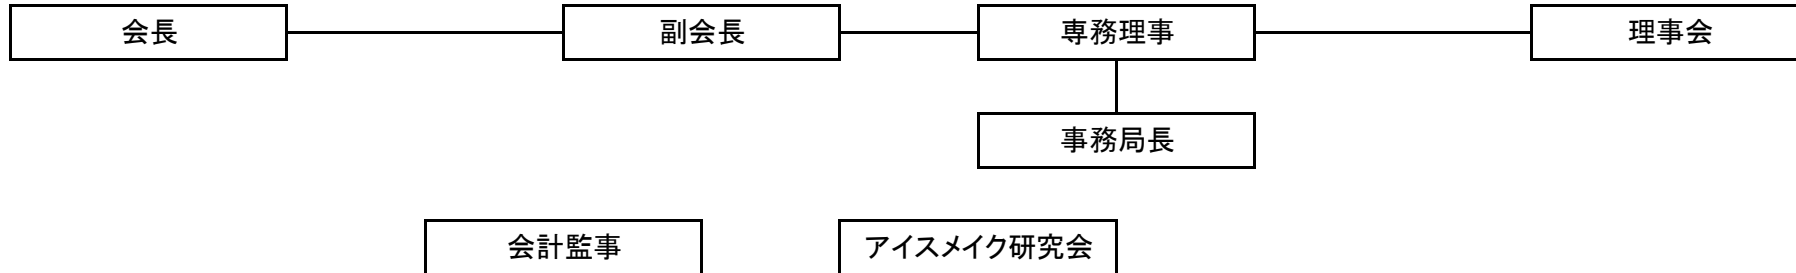 会長
副会長
専務理事
理事会
事務局長
会計監事
アイスメイク研究会